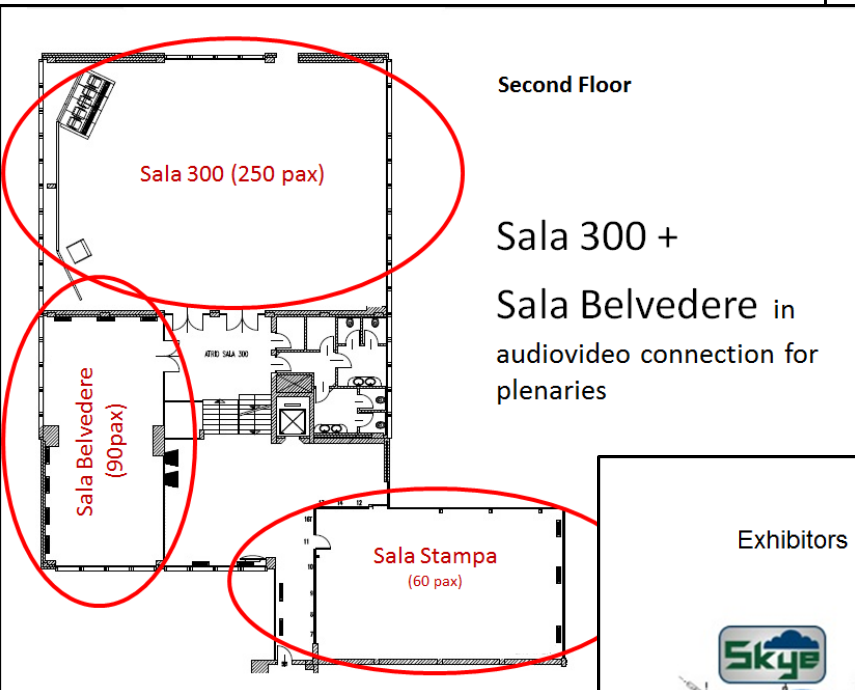 Second Floor
Sala 300 (250 pax)
Sala 300 +
Sala Belvedere in
audiovideo connection for
plenaries
ATRIO SALA 300
Sala Belvedere
(90pax)
Sala Stampa
(60 pax)
Exhibitors
Skye